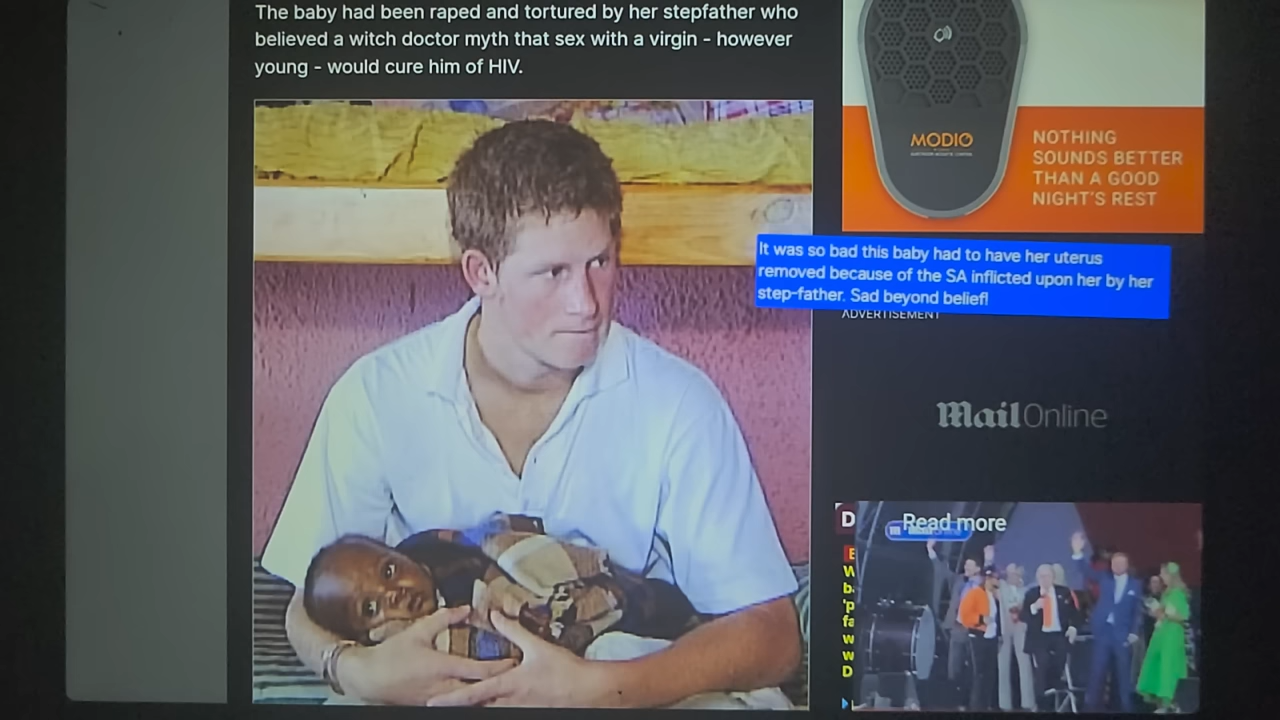 The baby had been raped and tortured by her stepfather who
believed a witch doctor myth that sex with a virgin - however
young - would cure him of HIV.
MODIO
NOTHING
SOUNDS BETTER
THAN A GOOD
NIGHT'S REST
It was so bad this baby had to have her uterus
removed because of the SA inflicted upon her by her
step-father. Sad beyond belief!
ADVERTISEMENT
MailOnline
D
Read more
E
W
b
'p
fa
w
w
D